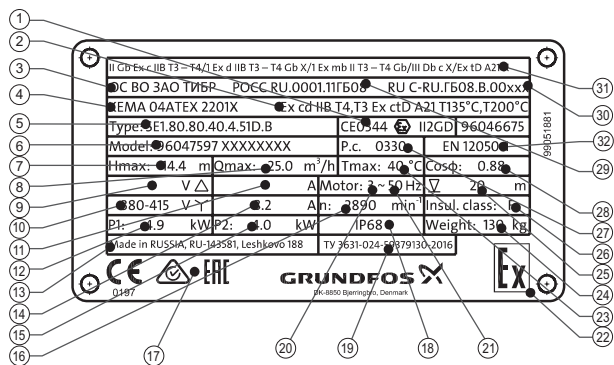 1
2
3
4
5
6
7
8
9
10
11
12
13
14
15
16
II Gb Ex c IIB T3 – T4/1 Ex d IIB T3 – T4 Gb X/1 Ex mb II T3 – T4 Gb/III Db c X/Ex tD A21
ОС ВО ЗАО ТИБР РОСС RU.0001.11ГБ08 RU C-RU.ГБ08.B.00xxx
KEMA 04ATEX 2201X Ex cd IIB T4,T3 Ex ctD A21 T135°C,T200°C
Type: SE1.80.80.40.4.51D.B CE0344 Ex II2GD 96046675
Model: 96047597 XXXXXXXX P.c. 0330 EN 12050
Hmax: 14.4 m Qmax: 25.0 m³/h Tmax: 40 °C Cosφ: 0.88
V △ A Motor: 3 ~ 50 Hz ▽ 20 m
380-415 V A n: 2890 min⁻¹ Insul. class: F
P1: 4.9 kW P2: 4.0 kW IP68 Weight: 130 kg
Made in RUSSIA, RU-143581, Leshkovo 188 ТУ 3631-024-59379130-2016
CE 0197 EAC GRUNDFOS Ex
DK-8850 Bjerringbro, Denmark
99051881
31
30
32
29
28
27
26
25
24
23
22
17
20
19
18
21